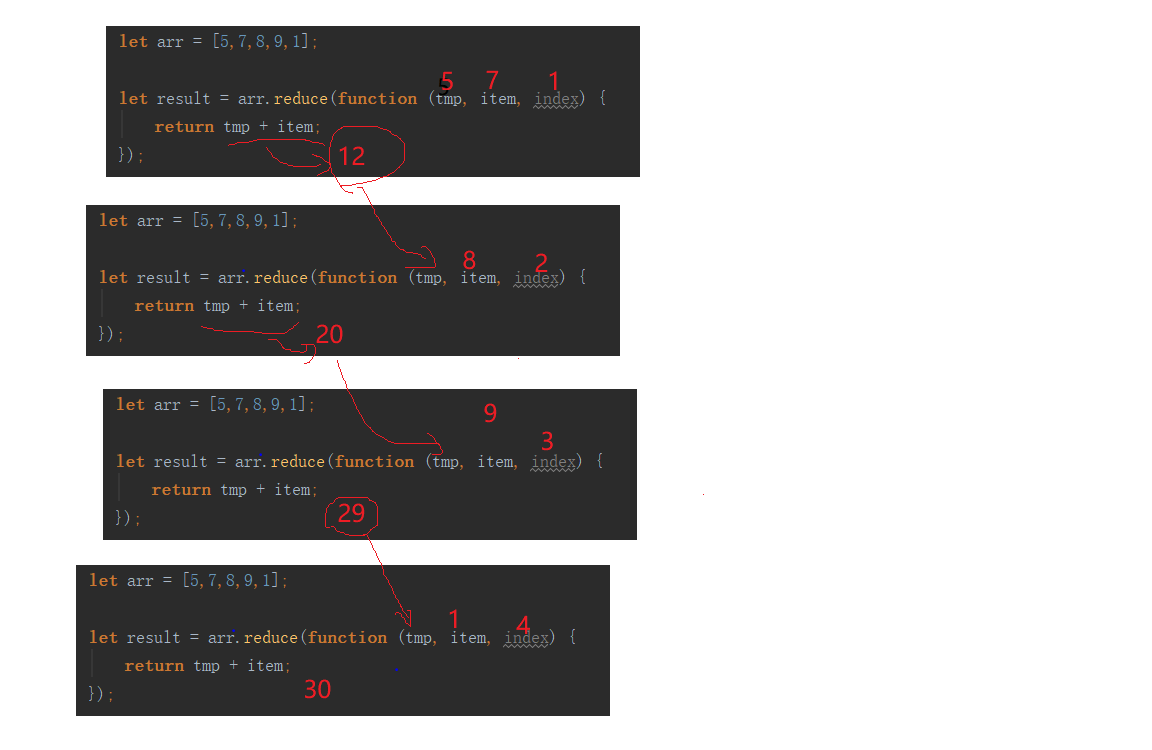 let arr = [5,7,8,9,1];
5 7 1
let result = arr.reduce(function (tmp, item, index) {
return tmp + item;
});
12
let arr = [5,7,8,9,1];
8 2
let result = arr.reduce(function (tmp, item, index) {
return tmp + item;
});
20
let arr = [5,7,8,9,1];
9
3
let result = arr.reduce(function (tmp, item, index) {
return tmp + item;
});
29
let arr = [5,7,8,9,1];
1 4
let result = arr.reduce(function (tmp, item, index) {
return tmp + item;
});
30